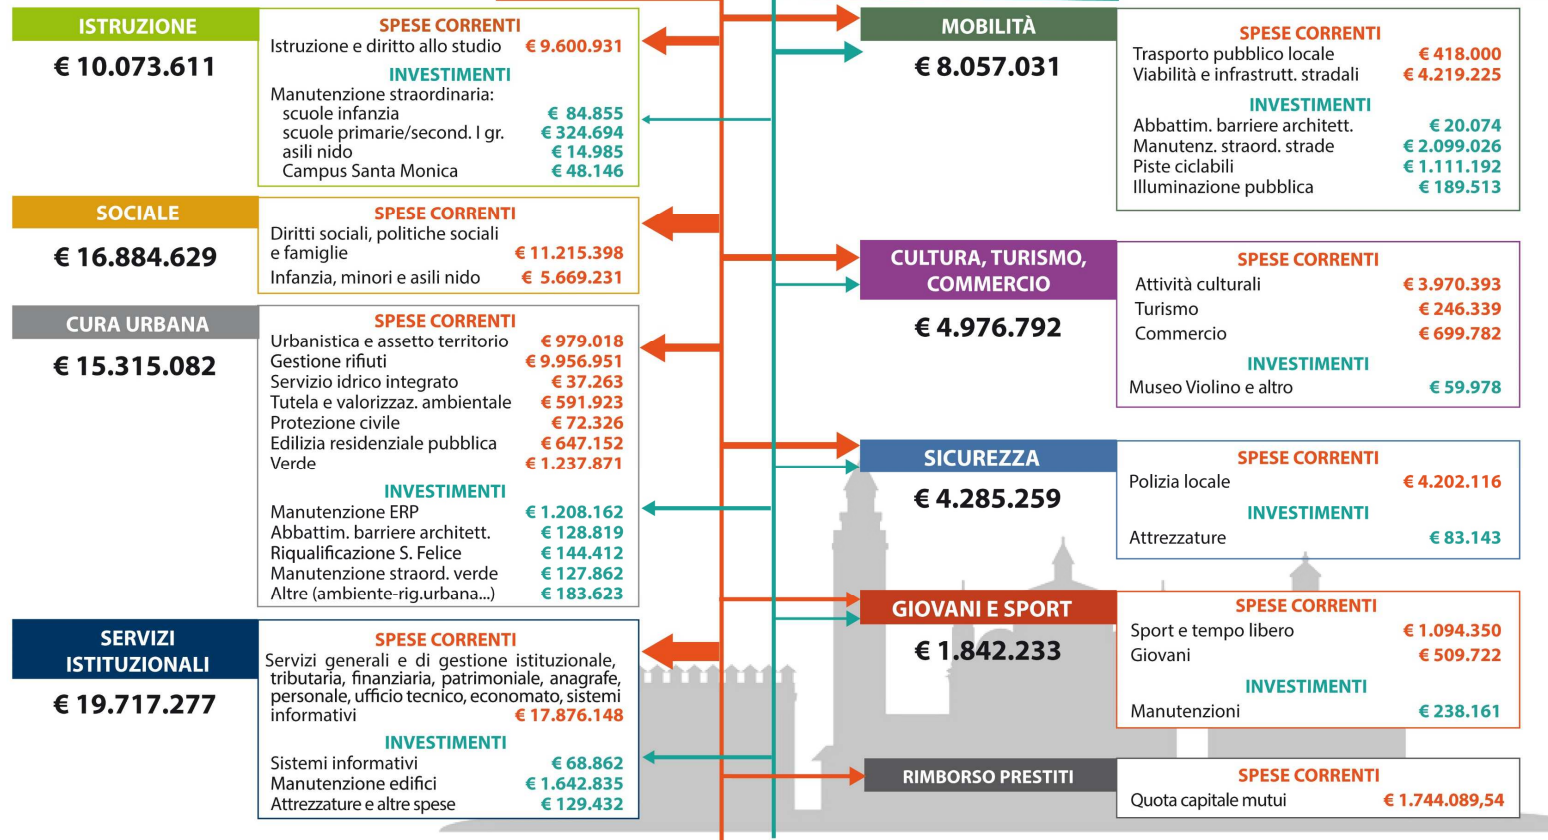 ISTRUZIONE
€ 10.073.611
SPESE CORRENTI
Istruzione e diritto allo studio € 9.600.931
INVESTIMENTI
Manutenzione straordinaria:
scuole infanzia € 84.855
scuole primarie/second. I gr. € 324.694
asili nido € 14.985
Campus Santa Monica € 48.146
SOCIALE
€ 16.884.629
SPESE CORRENTI
Diritti sociali, politiche sociali
e famiglie € 11.215.398
Infanzia, minori e asili nido € 5.669.231
CURA URBANA
€ 15.315.082
SPESE CORRENTI
Urbanistica e assetto territorio € 979.018
Gestione rifiuti € 9.956.951
Servizio idrico integrato € 37.263
Tutela e valorizzaz. ambientale € 591.923
Protezione civile € 72.326
Edilizia residenziale pubblica € 647.152
Verde € 1.237.871
INVESTIMENTI
Manutenzione ERP € 1.208.162
Abbattim. barriere architett. € 128.819
Riqualificazione S. Felice € 144.412
Manutenzione straord. verde € 127.862
Altre (ambiente-rig.urbana...) € 183.623
SERVIZI
ISTITUZIONALI
€ 19.717.277
SPESE CORRENTI
Servizi generali e di gestione istituzionale,
tributaria, finanziaria, patrimoniale, anagrafe,
personale, ufficio tecnico, economato, sistemi
informativi € 17.876.148
INVESTIMENTI
Sistemi informativi € 68.862
Manutenzione edifici € 1.642.835
Attrezzature e altre spese € 129.432
MOBILITÀ
€ 8.057.031
SPESE CORRENTI
Trasporto pubblico locale € 418.000
Viabilità e infrastrutt. stradali € 4.219.225
INVESTIMENTI
Abbattim. barriere architett. € 20.074
Manutenz. straord. strade € 2.099.026
Piste ciclabili € 1.111.192
Illuminazione pubblica € 189.513
CULTURA, TURISMO,
COMMERCIO
€ 4.976.792
SPESE CORRENTI
Attività culturali € 3.970.393
Turismo € 246.339
Commercio € 699.782
INVESTIMENTI
Museo Violino e altro € 59.978
SICUREZZA
€ 4.285.259
SPESE CORRENTI
Polizia locale € 4.202.116
INVESTIMENTI
Attrezzature € 83.143
GIOVANI E SPORT
€ 1.842.233
SPESE CORRENTI
Sport e tempo libero € 1.094.350
Giovani € 509.722
INVESTIMENTI
Manutenzioni € 238.161
RIMBORSO PRESTITI
SPESE CORRENTI
Quota capitale mutui € 1.744.089,54